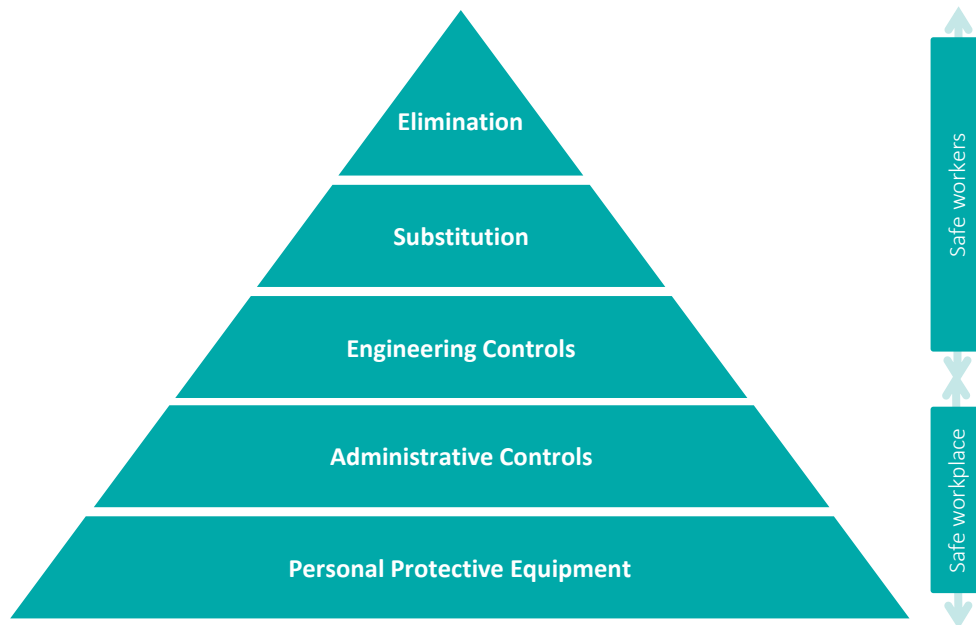 Elimination
Substitution
Engineering Controls
Administrative Controls
Personal Protective Equipment
Safe workers
Safe workplace